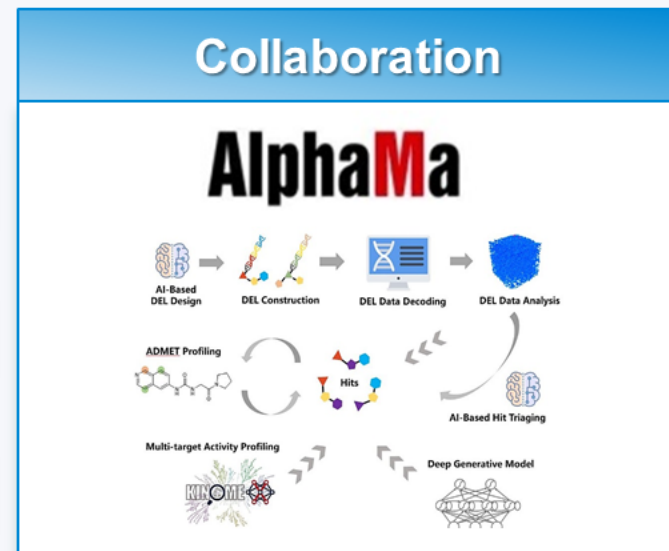 Collaboration
AlphaMa
AI-Based
DEL Design
DEL Construction
DEL Data Decoding
DEL Data Analysis
ADMET Profiling
Hits
AI-Based Hit Triaging
Multi-target Activity Profiling
Deep Generative Model
KINOME
N
N
H
O
N
H
O
N